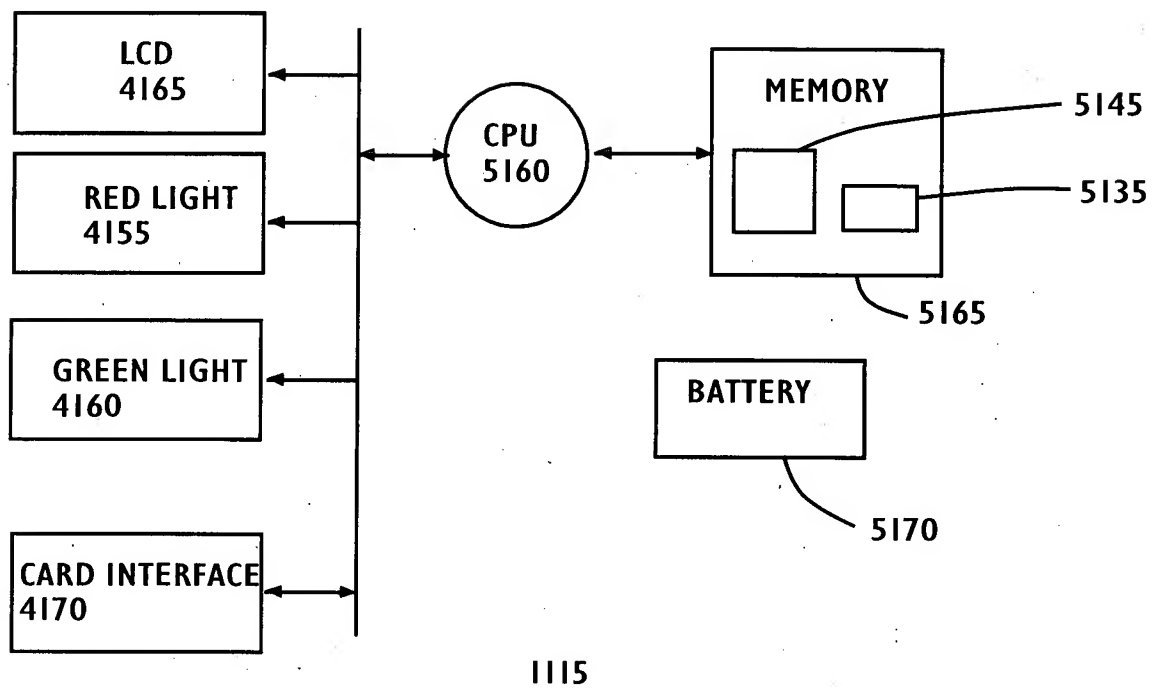 LCD
4165
RED LIGHT
4155
GREEN LIGHT
4160
CARD INTERFACE
4170
CPU
5160
MEMORY
5145
5135
5165
BATTERY
5170
1115